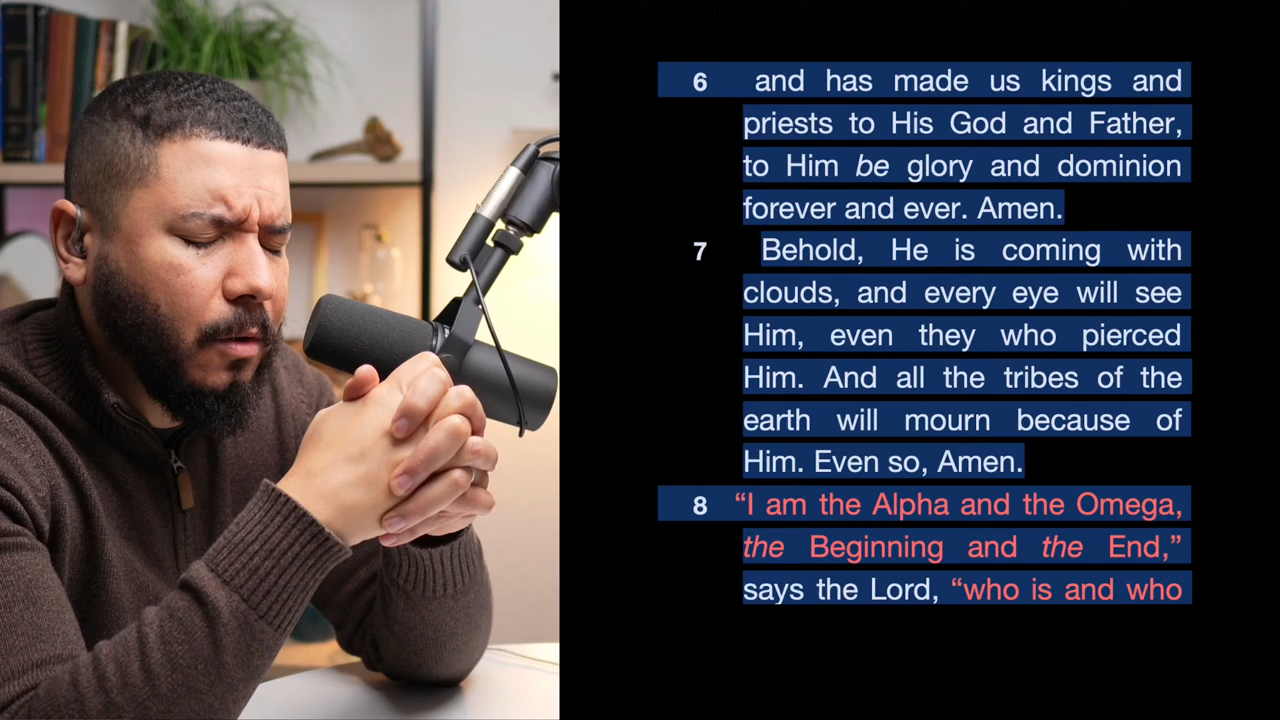 6 and has made us kings and
priests to His God and Father,
to Him be glory and dominion
forever and ever. Amen.
7 Behold, He is coming with
clouds, and every eye will see
Him, even they who pierced
Him. And all the tribes of the
earth will mourn because of
Him. Even so, Amen.
8 “I am the Alpha and the Omega,
the Beginning and the End,”
says the Lord, “who is and who